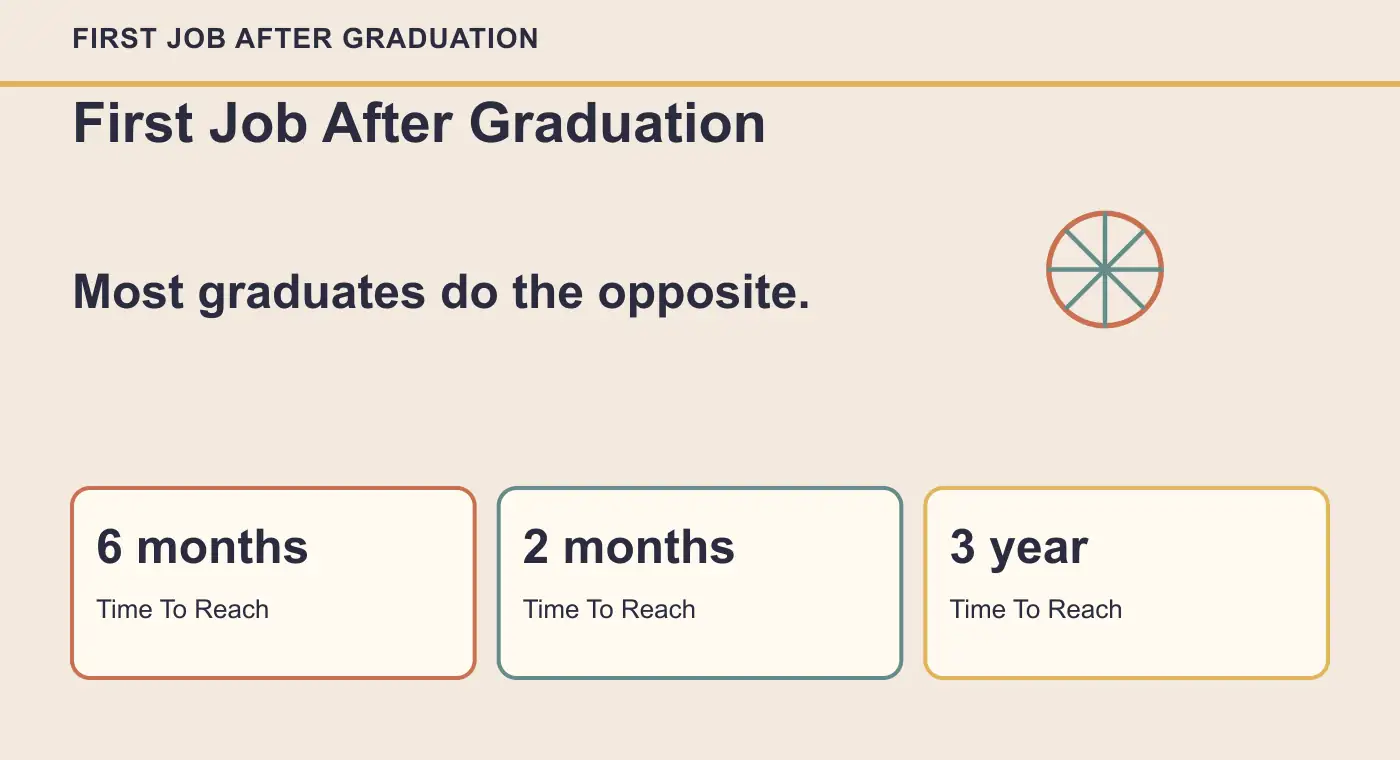 FIRST JOB AFTER GRADUATION
First Job After Graduation
Most graduates do the opposite.
6 months
Time To Reach
2 months
Time To Reach
3 year
Time To Reach